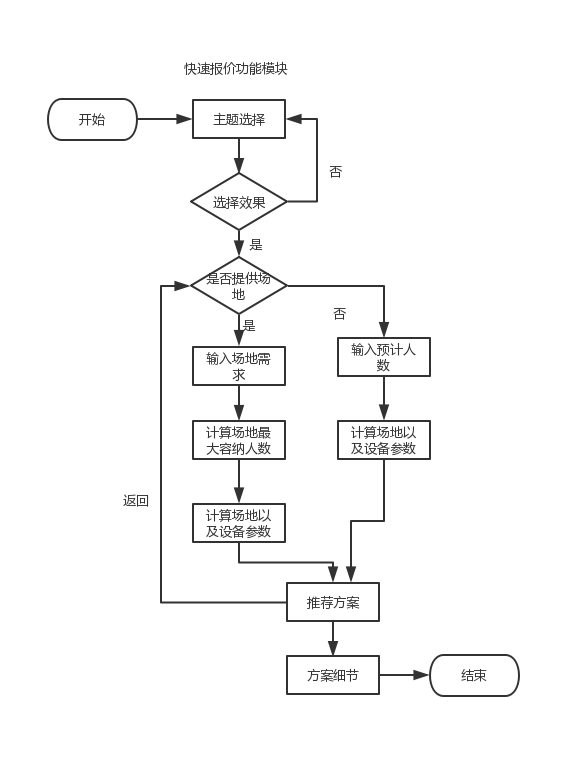 快速报价功能模块
开始
主题选择
否
选择效果
是
是否提供场
地
否
是
输入场地需
求
输入预计人
数
计算场地最
大容纳人数
计算场地以
及设备参数
返回
计算场地以
及设备参数
推荐方案
方案细节
结束